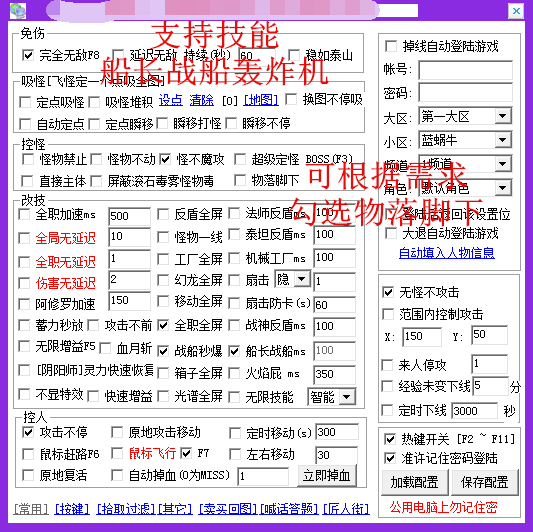 支持技能
船长战船轰炸机
可根据需求
勾选物落脚下
免伤
完全无敌F8 延迟无敌 持续(秒) 60 稳如泰山
吸怪[飞怪定一个点吸全图]
定点吸怪 吸怪堆积 设点 清除 [0] [地图] 换图不停吸
自动定点 定点瞬移 瞬移打怪 瞬移不停
控怪
怪物禁止 怪物不动 怪不魔攻 超级定怪 BOSS(F3)
直接主体 屏蔽滚石毒雾怪物毒 物落脚下
改技
全职加速ms 500 反盾全屏 法师反盾ms 100
全局无延迟 10 怪物一线 泰坦反盾ms 100
全职无延迟 1 工厂全屏 机械工厂ms 100
伤害无延迟 2 幻龙全屏 扇击 隐 1
阿修罗加速 150 移动全屏 扇击防卡(s) 60
蓄力秒放 攻击不前 全职全屏 战神反盾ms 100
无限增益F5 血月斩 战船秒爆 船长战船ms 100
[阴阳师]灵力快速恢复 箱子全屏 火焰屁 ms 350
不显特效 快速增益 光谱全屏 无限技能 智能
控人
攻击不停 原地攻击移动 定时移动(s) 300
鼠标赶路F6 鼠标飞行 F7 左右移动 30
原地复活 自动掉血(0为MISS) 1 立即掉血
[常用] [按键] [拾取过滤] [其它] [卖买回图] [喊话答题] [匠人街]
掉线自动登陆游戏
帐号:
密码:
大区: 第一大区
小区: 蓝蜗牛
频道: 1频道
角色: 默认角色
大退自动登陆游戏
自动填入人物信息
无怪不攻击
范围内控制攻击
X: 150 Y: 50
来人停攻 1
经验未变下线 5 分
定时下线 3000 秒
热键开关 [F2 ~ F11]
准许记住密码登陆
加载配置 保存配置
公用电脑上勿记住密